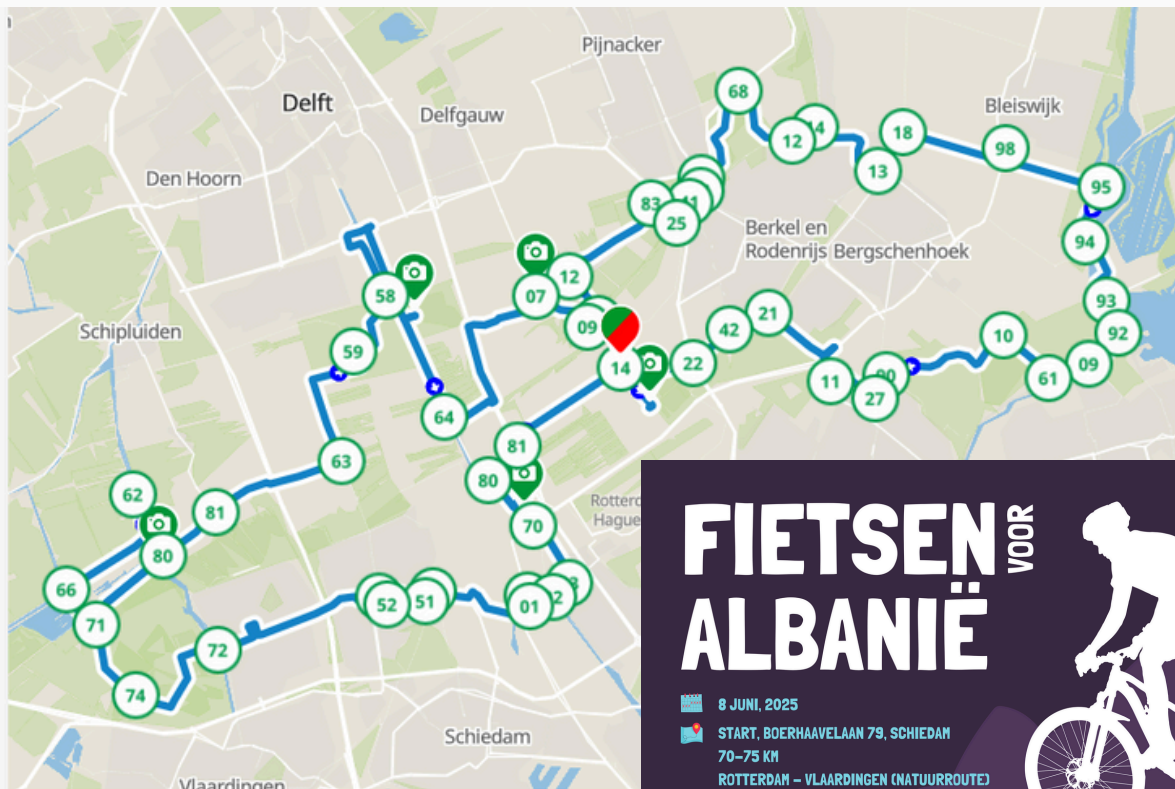 Pijnacker
68
Delft
Bleiswijk
Delfgauw
14
18
12
98
13
Den Hoorn
95
83
11
25
Berkel en
Rodenrijs
Bergschenhoek
94
12
58
07
93
21
09
42
92
10
Schipluiden
59
22
14
09
90
61
11
27
64
81
63
80
62
81
70
80
66
52
51
01
71
72
74
Schiedam
Vlaardingen
FIETSEN
VOOR
ALBANIË
8 JUNI, 2025
START, BOERHAAVELAAN 79, SCHIEDAM
70-75 KM
ROTTERDAM – VLAARDINGEN (NATUURROUTE)